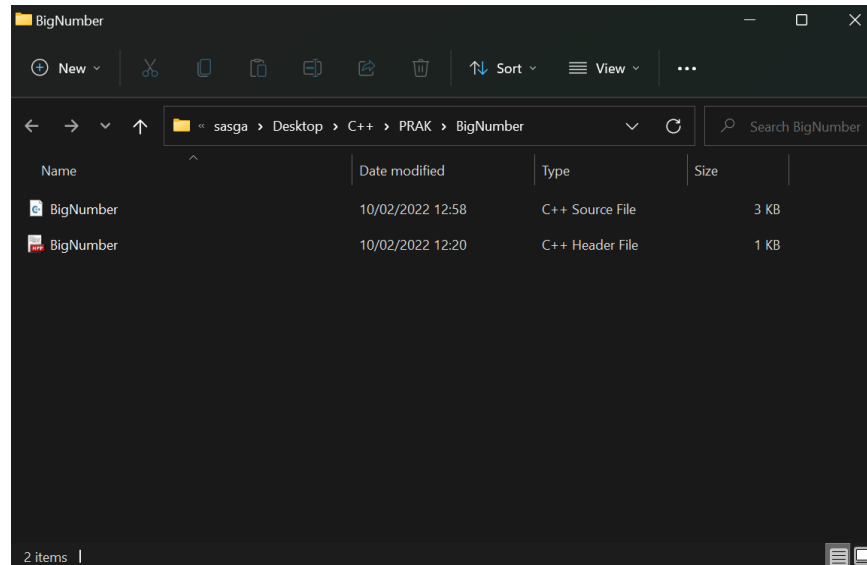 BigNumber
New Sort View
« sasga > Desktop > C++ > PRAK > BigNumber Search BigNumber
Name Date modified Type Size
BigNumber 10/02/2022 12:58 C++ Source File 3 KB
BigNumber 10/02/2022 12:20 C++ Header File 1 KB
2 items